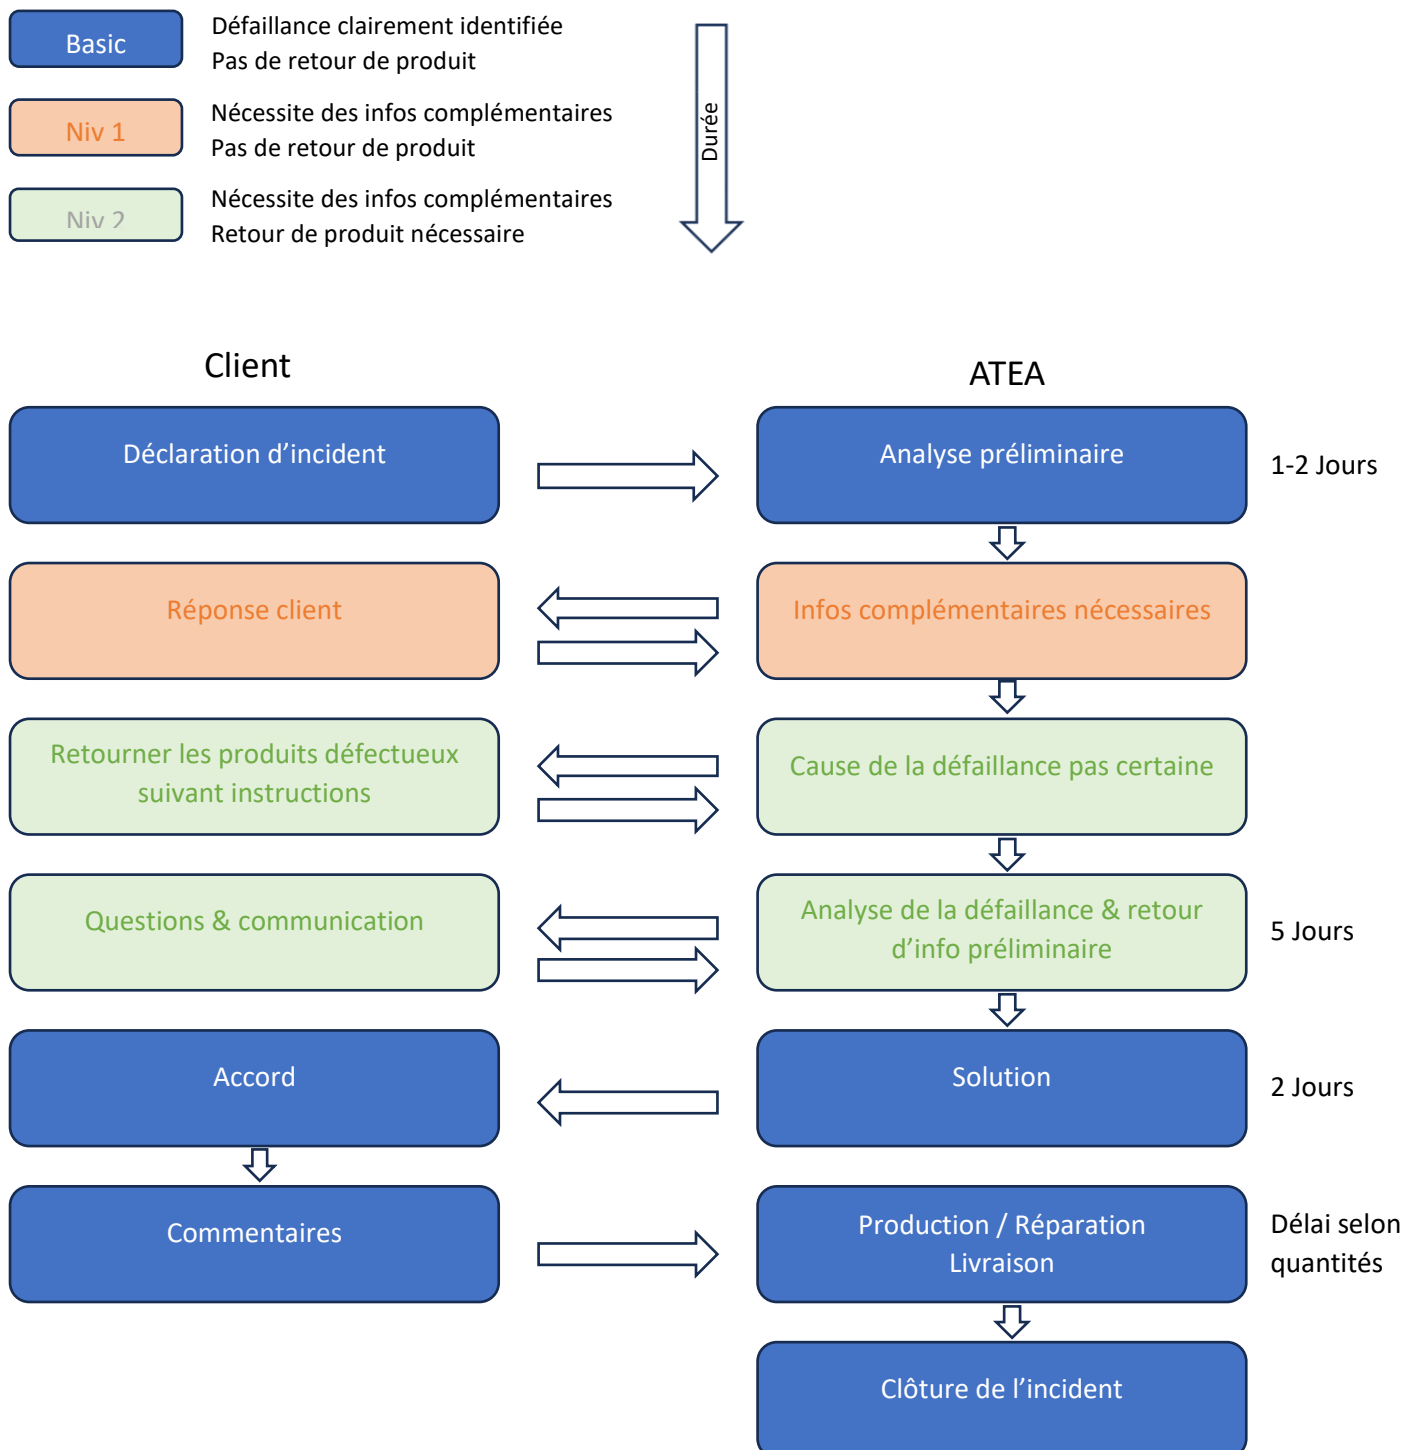 Basic
Défaillance clairement identifiée
Pas de retour de produit
Niv 1
Nécessite des infos complémentaires
Pas de retour de produit
Niv 2
Nécessite des infos complémentaires
Retour de produit nécessaire
Durée
Client
ATEA
Déclaration d’incident
Analyse préliminaire
1-2 Jours
Réponse client
Infos complémentaires nécessaires
Retourner les produits défectueux
suivant instructions
Cause de la défaillance pas certaine
Questions & communication
Analyse de la défaillance & retour
d’info préliminaire
5 Jours
Accord
Solution
2 Jours
Commentaires
Production / Réparation
Livraison
Délai selon
quantités
Clôture de l’incident